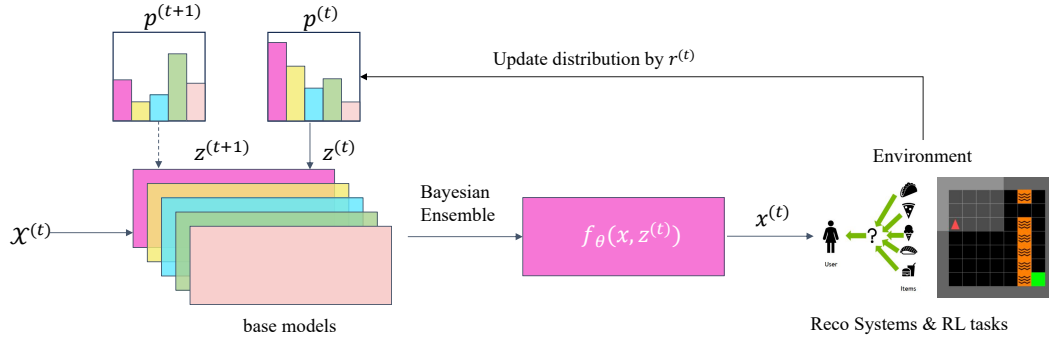 p^(t+1)
p^(t)
Update distribution by r^(t)
z^(t+1)
z^(t)
Environment
Bayesian
Ensemble
𝒳^(t)
f_θ(x, z^(t))
x^(t)
?
User
Items
base models
Reco Systems & RL tasks